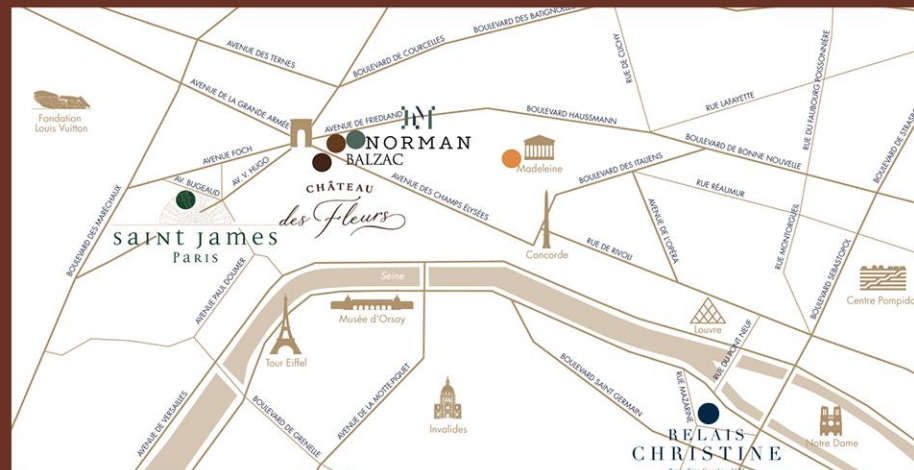 BOULEVARD DES BATIGNOLLES
AVENUE DES TERNES
BOULEVARD DE COURCELLES
RUE DE CLICHY
RUE DU FAUBOURG POISSONNIÈRE
Fondation
Louis Vuitton
AVENUE DE LA GRANDE ARMÉE
RUE LAFAYETTE
AVENUE DE FRIEDLAND
BOULEVARD HAUSSMANN
BOULEVARD DE BONNE NOUVELLE
NORMAN
BALZAC
Madeleine
AVENUE FOCH
AV. V. HUGO
AV. BUGEAUD
BOULEVARD DES ITALIENS
RUE RÉAUMUR
CHÂTEAU
des Fleurs
AVENUE DES CHAMPS ÉLYSÉES
BOULEVARD DES MARÉCHAUX
SAINT JAMES
PARIS
AVENUE DE L'OPÉRA
RUE MONTORGUEIL
BOULEVARD SEBASTOPOL
Concorde
RUE DE RIVOLI
AVENUE PAUL DOUMER
Seine
Musée d'Orsay
Louvre
Tour Eiffel
RUE DU PONT NEUF
BOULEVARD SAINT GERMAIN
RUE MAZARINE
AVENUE DE VERSAILLES
BOULEVARD DE GRENELLE
AVENUE DE LA MOTTE-PIQUET
Invalides
RELAIS
CHRISTINE
Notre Dame